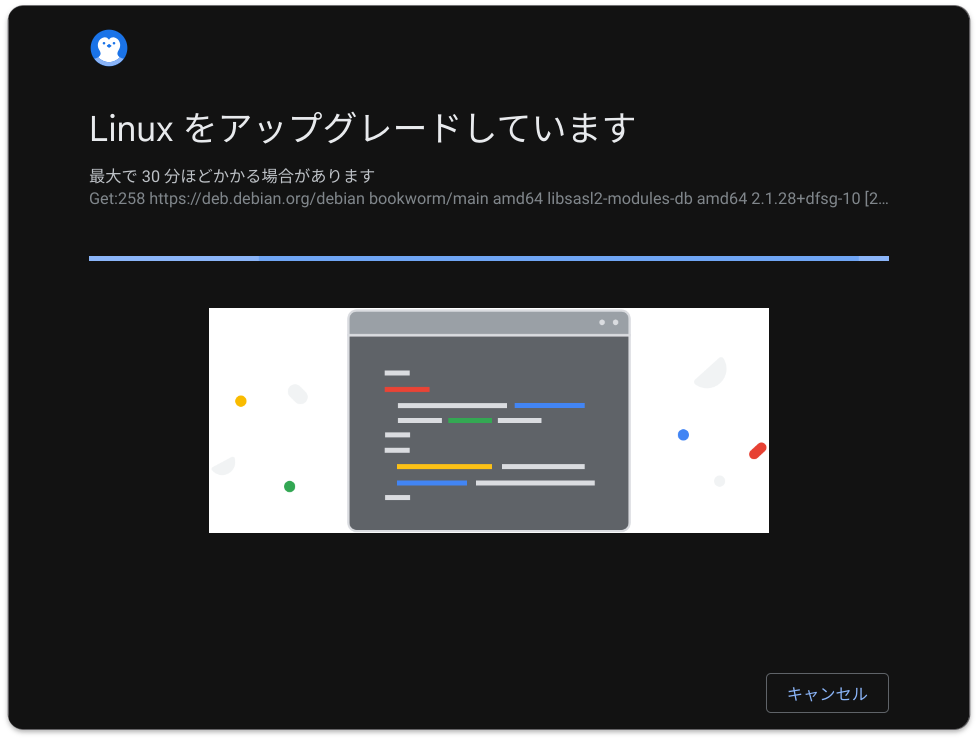 Linux をアップグレードしています
最大で 30 分ほどかかる場合があります
Get:258 https://deb.debian.org/debian bookworm/main amd64 libsasl2-modules-db amd64 2.1.28+dfsg-10 [2...
キャンセル